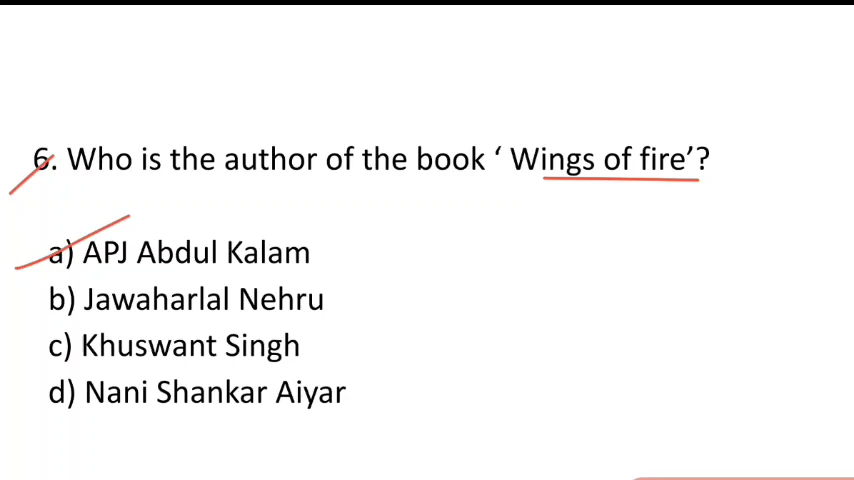 6. Who is the author of the book ‘ Wings of fire’?
a) APJ Abdul Kalam
b) Jawaharlal Nehru
c) Khuswant Singh
d) Nani Shankar Aiyar